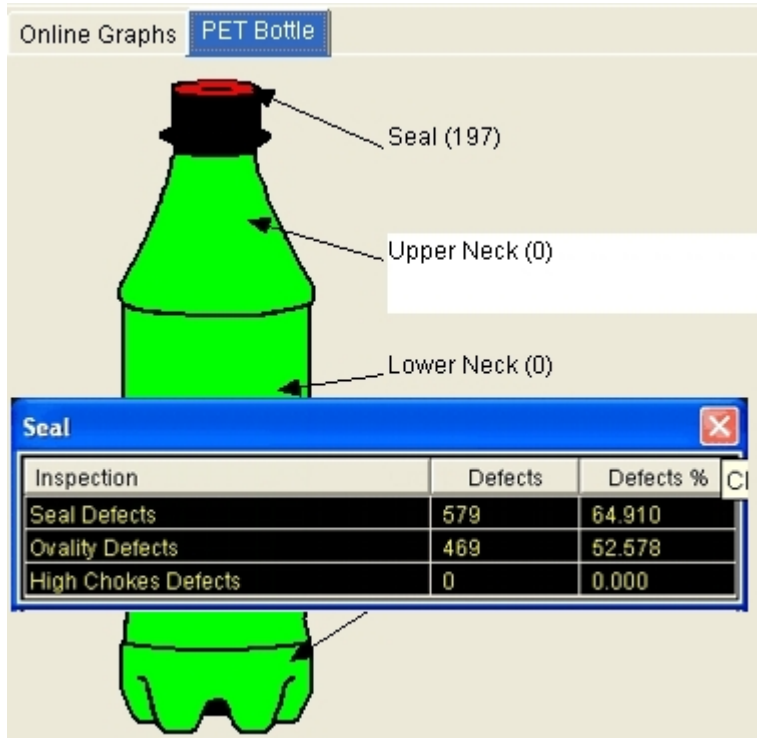 Online Graphs PET Bottle
Seal (197)
Upper Neck (0)
Lower Neck (0)
Seal
Inspection Defects Defects %
Seal Defects 579 64.910
Ovality Defects 469 52.578
High Chokes Defects 0 0.000